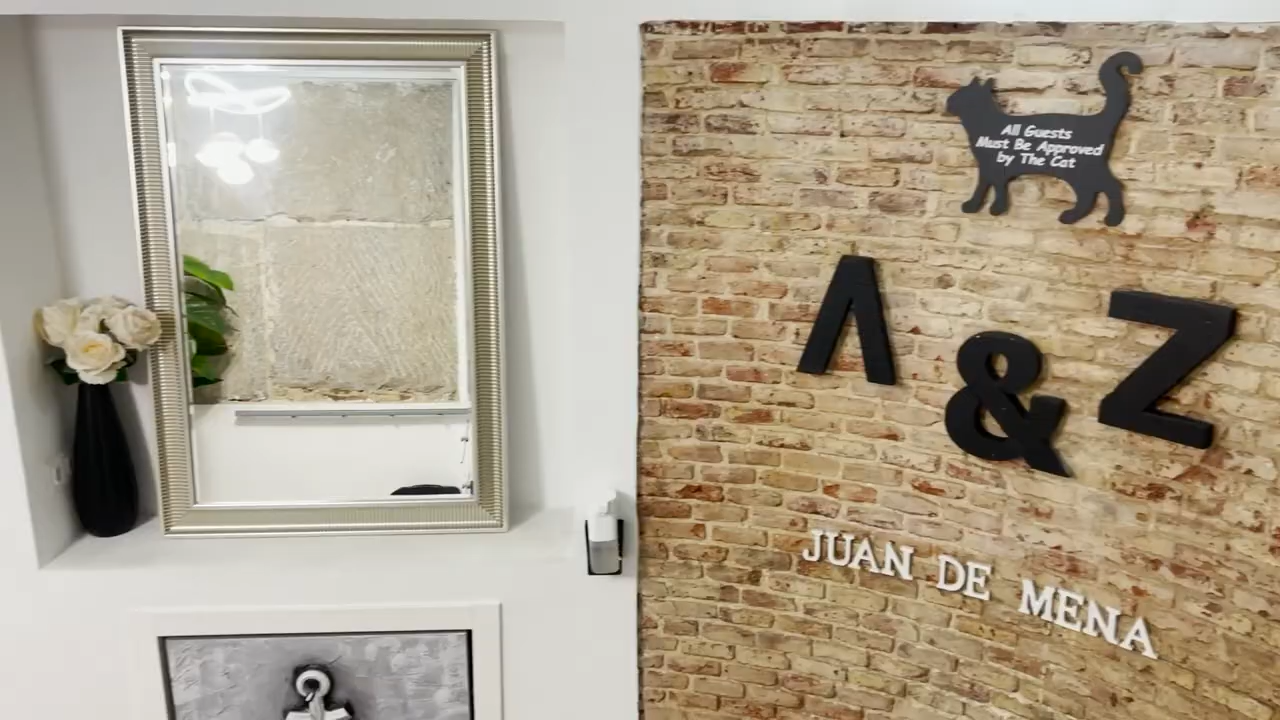 All Guests
Must Be Approved
by The Cat
Λ & Z
JUAN DE MENA